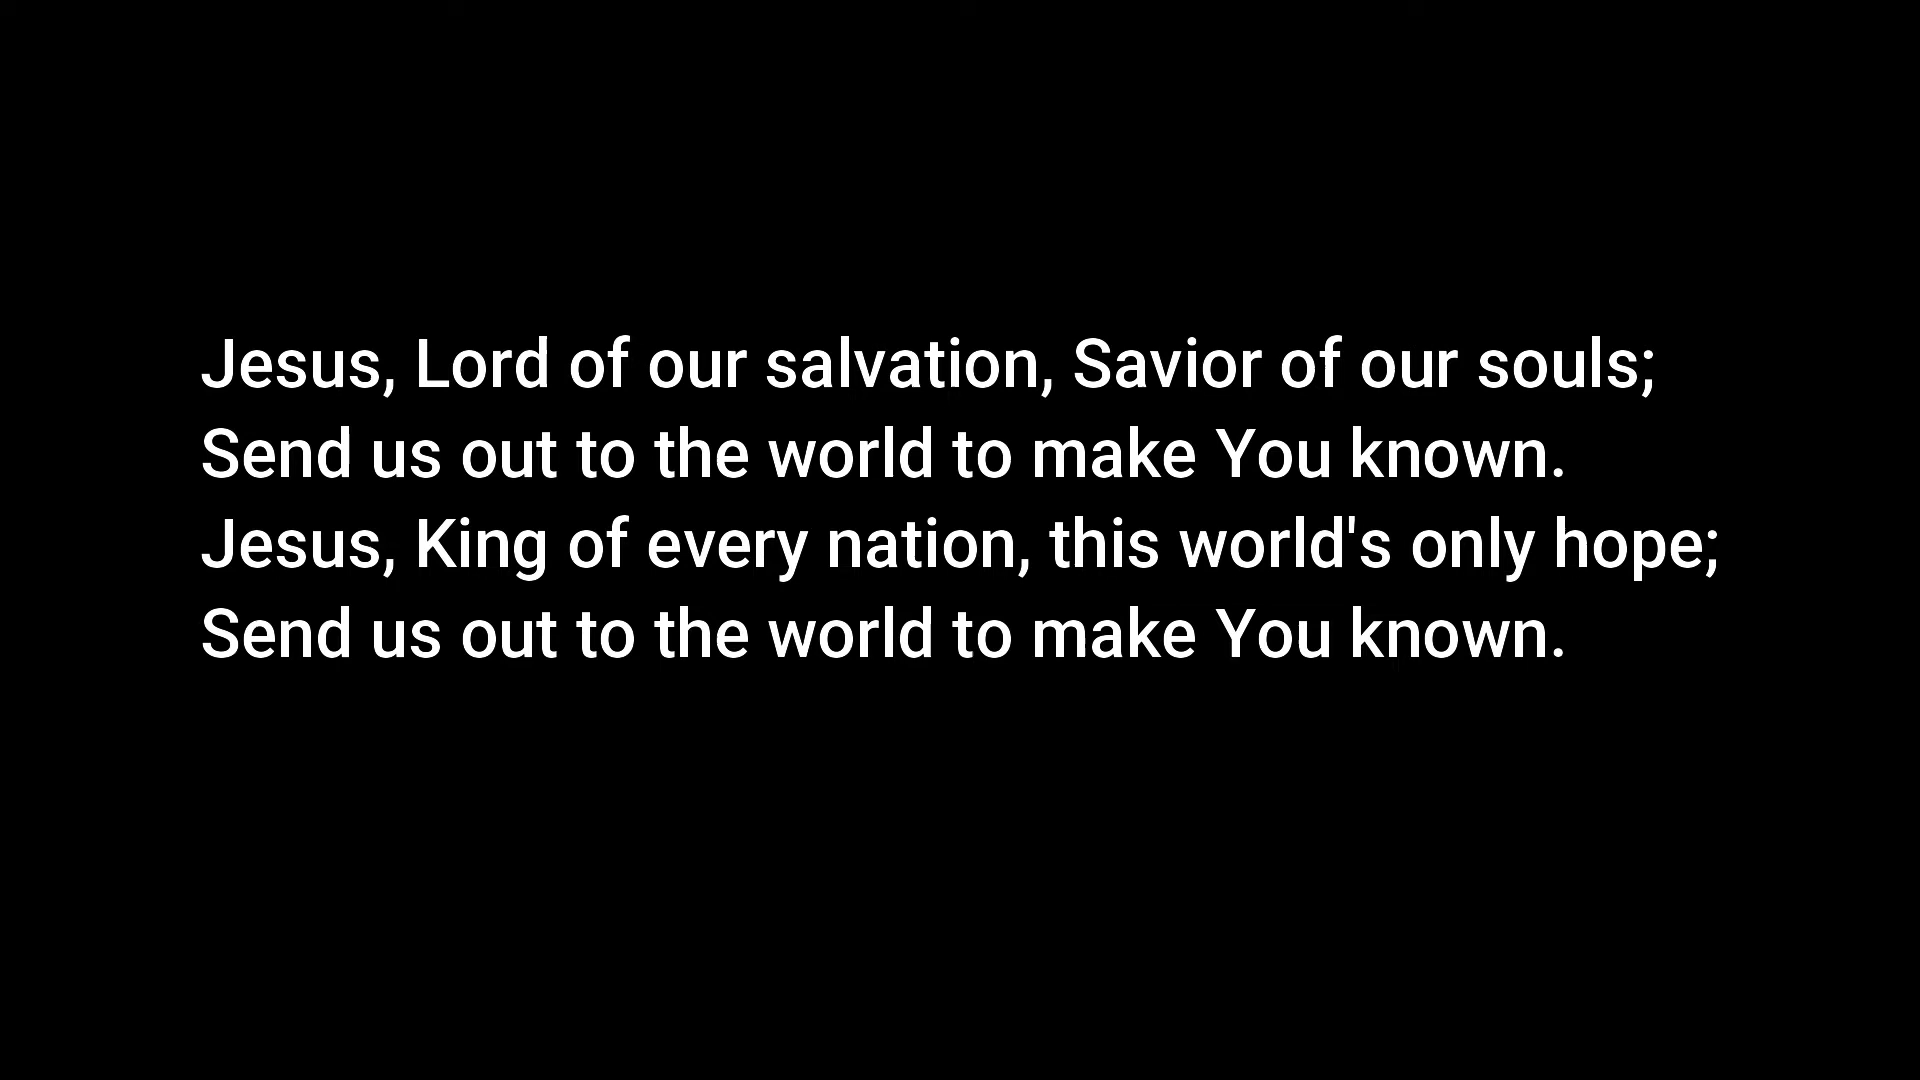 Jesus, Lord of our salvation, Savior of our souls;
Send us out to the world to make You known.
Jesus, King of every nation, this world's only hope;
Send us out to the world to make You known.